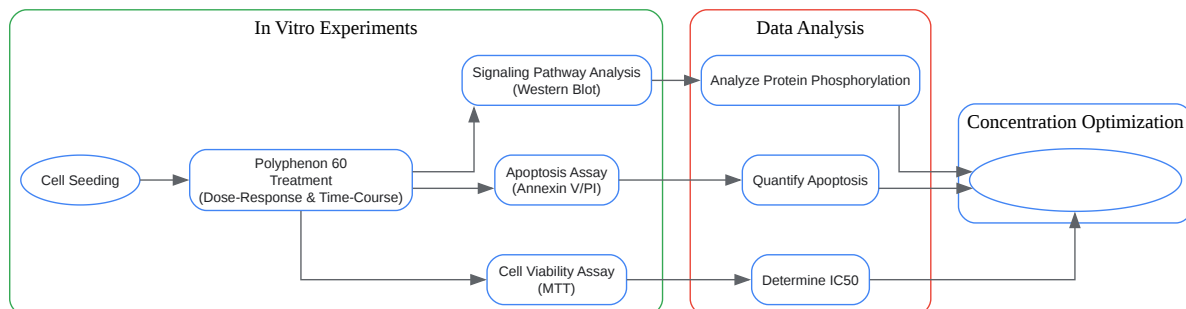 In Vitro Experiments
Data Analysis
Signaling Pathway Analysis
(Western Blot)
Analyze Protein Phosphorylation
Concentration Optimization
Cell Seeding
Polyphenon 60
Treatment
(Dose-Response & Time-Course)
Apoptosis Assay
(Annexin V/PI)
Quantify Apoptosis
Cell Viability Assay
(MTT)
Determine IC50